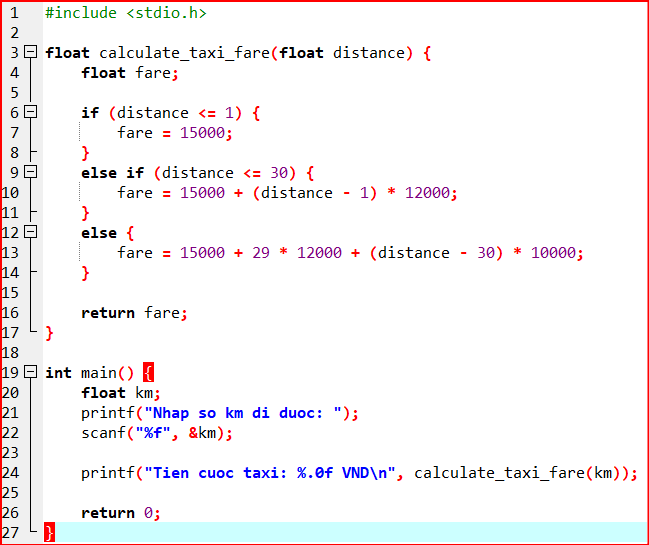 1 #include <stdio.h>
2
3 float calculate_taxi_fare(float distance) {
4     float fare;
5
6     if (distance <= 1) {
7         fare = 15000;
8     }
9     else if (distance <= 30) {
10         fare = 15000 + (distance - 1) * 12000;
11     }
12     else {
13         fare = 15000 + 29 * 12000 + (distance - 30) * 10000;
14     }
15
16     return fare;
17 }
18
19 int main() {
20     float km;
21     printf("Nhap so km di duoc: ");
22     scanf("%f", &km);
23
24     printf("Tien cuoc taxi: %.0f VND\n", calculate_taxi_fare(km));
25
26     return 0;
27 }